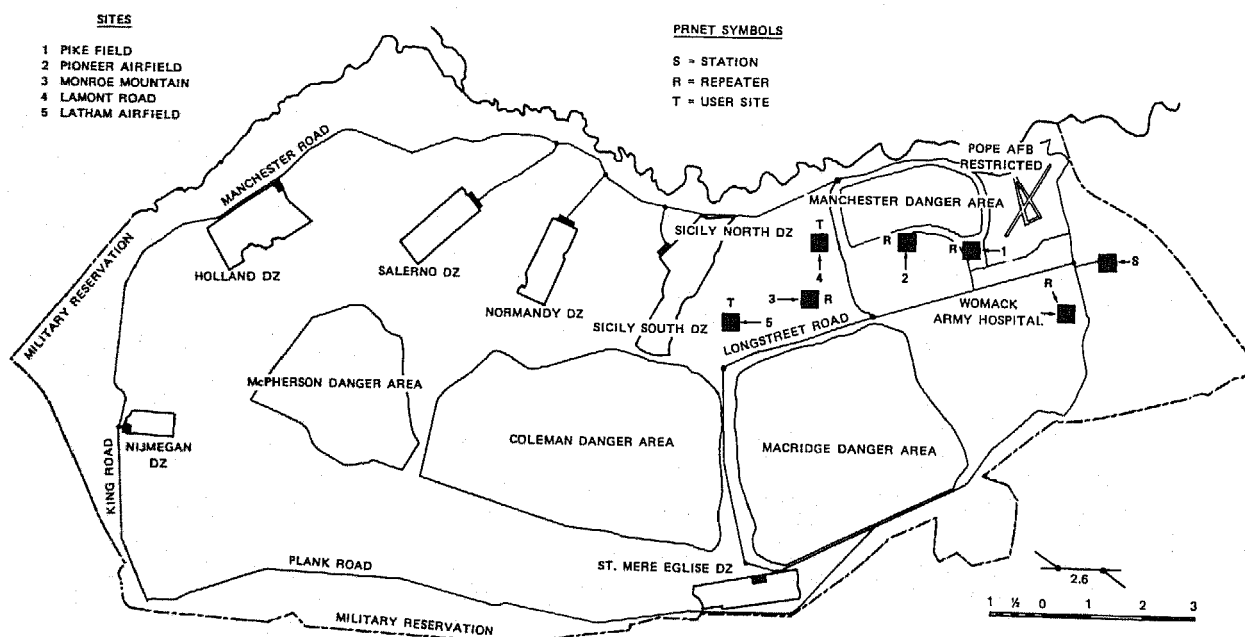 SITES
1 PIKE FIELD
2 PIONEER AIRFIELD
3 MONROE MOUNTAIN
4 LAMONT ROAD
5 LATHAM AIRFIELD
PRNET SYMBOLS
S = STATION
R = REPEATER
T = USER SITE
POPE AFB
RESTRICTED
MANCHESTER ROAD
MANCHESTER DANGER AREA
MILITARY RESERVATION
HOLLAND DZ
SALERNO DZ
NORMANDY DZ
SICILY NORTH DZ
SICILY SOUTH DZ
T
4
R
2
R
1
S
3
R
T
5
LONGSTREET ROAD
WOMACK
ARMY HOSPITAL
R
McPHERSON DANGER AREA
COLEMAN DANGER AREA
MACRIDGE DANGER AREA
NIJMEGAN
DZ
KING ROAD
PLANK ROAD
ST. MERE EGLISE DZ
MILITARY RESERVATION
2.6
1 ½ 0 1 2 3